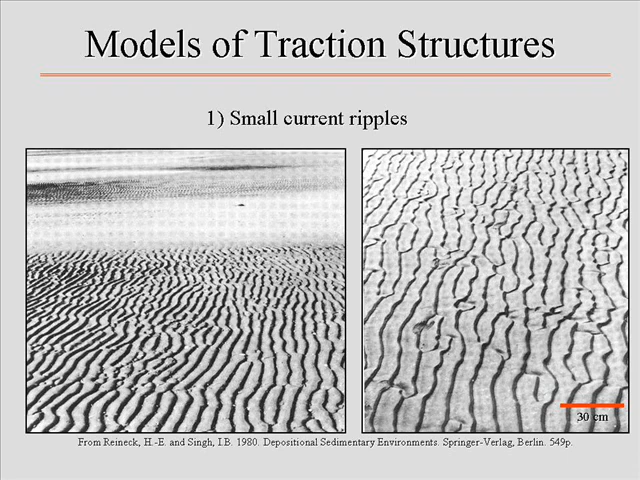 Models of Traction Structures
1) Small current ripples
30 cm
From Reineck, H.-E. and Singh, I.B. 1980. Depositional Sedimentary Environments. Springer-Verlag, Berlin. 549p.